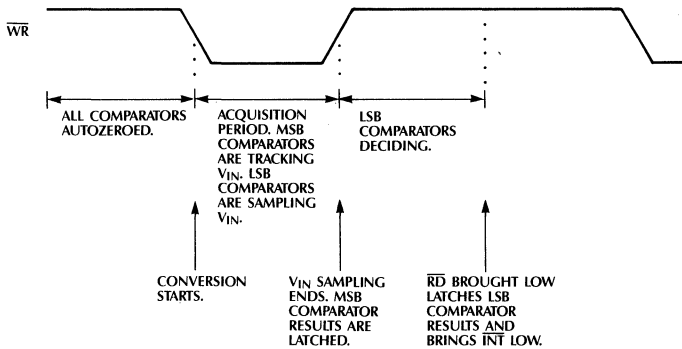 WR
ALL COMPARATORS
AUTOZEROED.
ACQUISITION
PERIOD. MSB
COMPARATORS
ARE TRACKING
VIN. LSB
COMPARATORS
ARE SAMPLING
VIN.
LSB
COMPARATORS
DECIDING.
CONVERSION
STARTS.
VIN SAMPLING
ENDS. MSB
COMPARATOR
RESULTS ARE
LATCHED.
RD BROUGHT LOW
LATCHES LSB
COMPARATOR
RESULTS AND
BRINGS INT LOW.